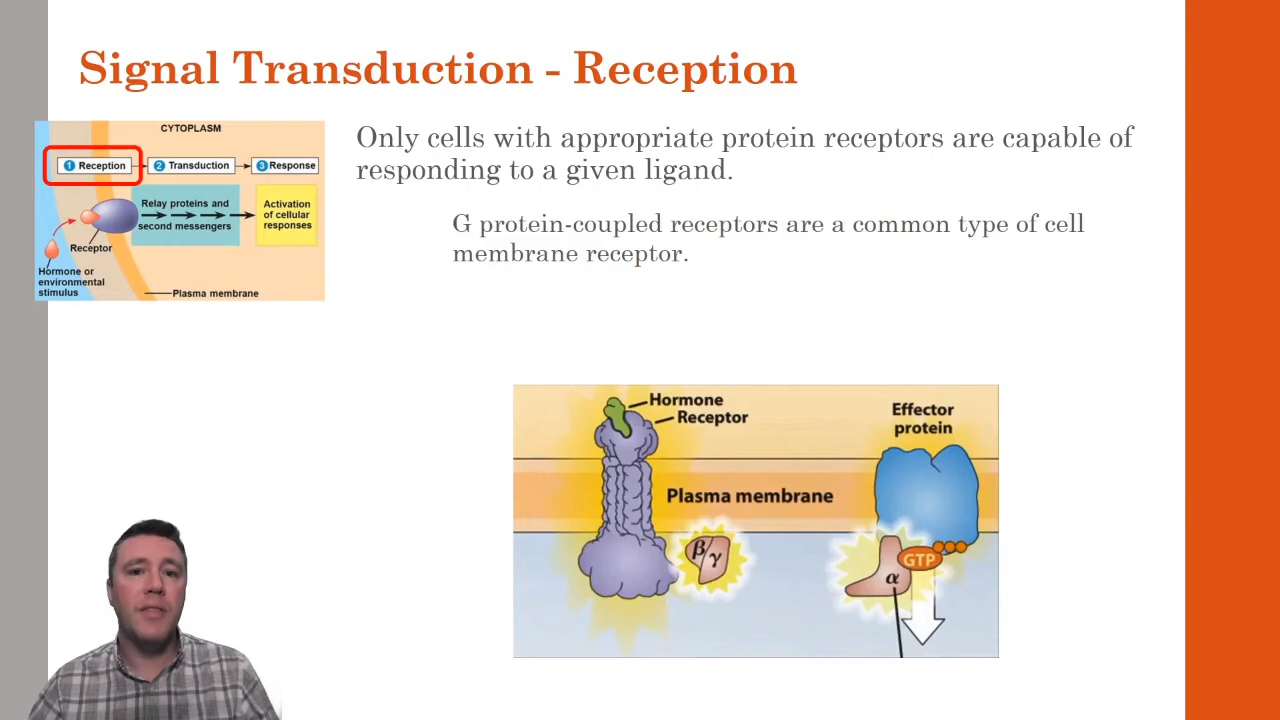 Signal Transduction - Reception
CYTOPLASM
1 Reception
2 Transduction
3 Response
Relay proteins and
second messengers
Activation
of cellular
responses
Receptor
Hormone or
environmental
stimulus
Plasma membrane
Only cells with appropriate protein receptors are capable of
responding to a given ligand.
G protein-coupled receptors are a common type of cell
membrane receptor.
Hormone
Receptor
Effector
protein
Plasma membrane
β γ
α
GTP